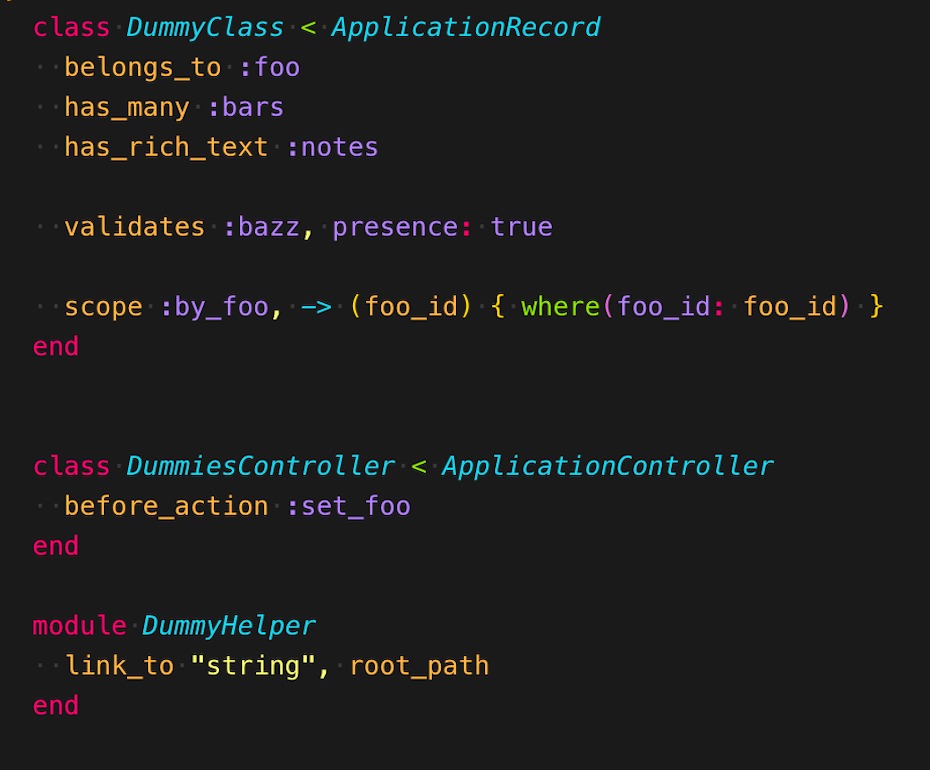 class DummyClass < ApplicationRecord
  belongs_to :foo
  has_many :bars
  has_rich_text :notes

  validates :bazz, presence: true

  scope :by_foo, -> (foo_id) { where(foo_id: foo_id) }
end

class DummiesController < ApplicationController
  before_action :set_foo
end

module DummyHelper
  link_to "string", root_path
end